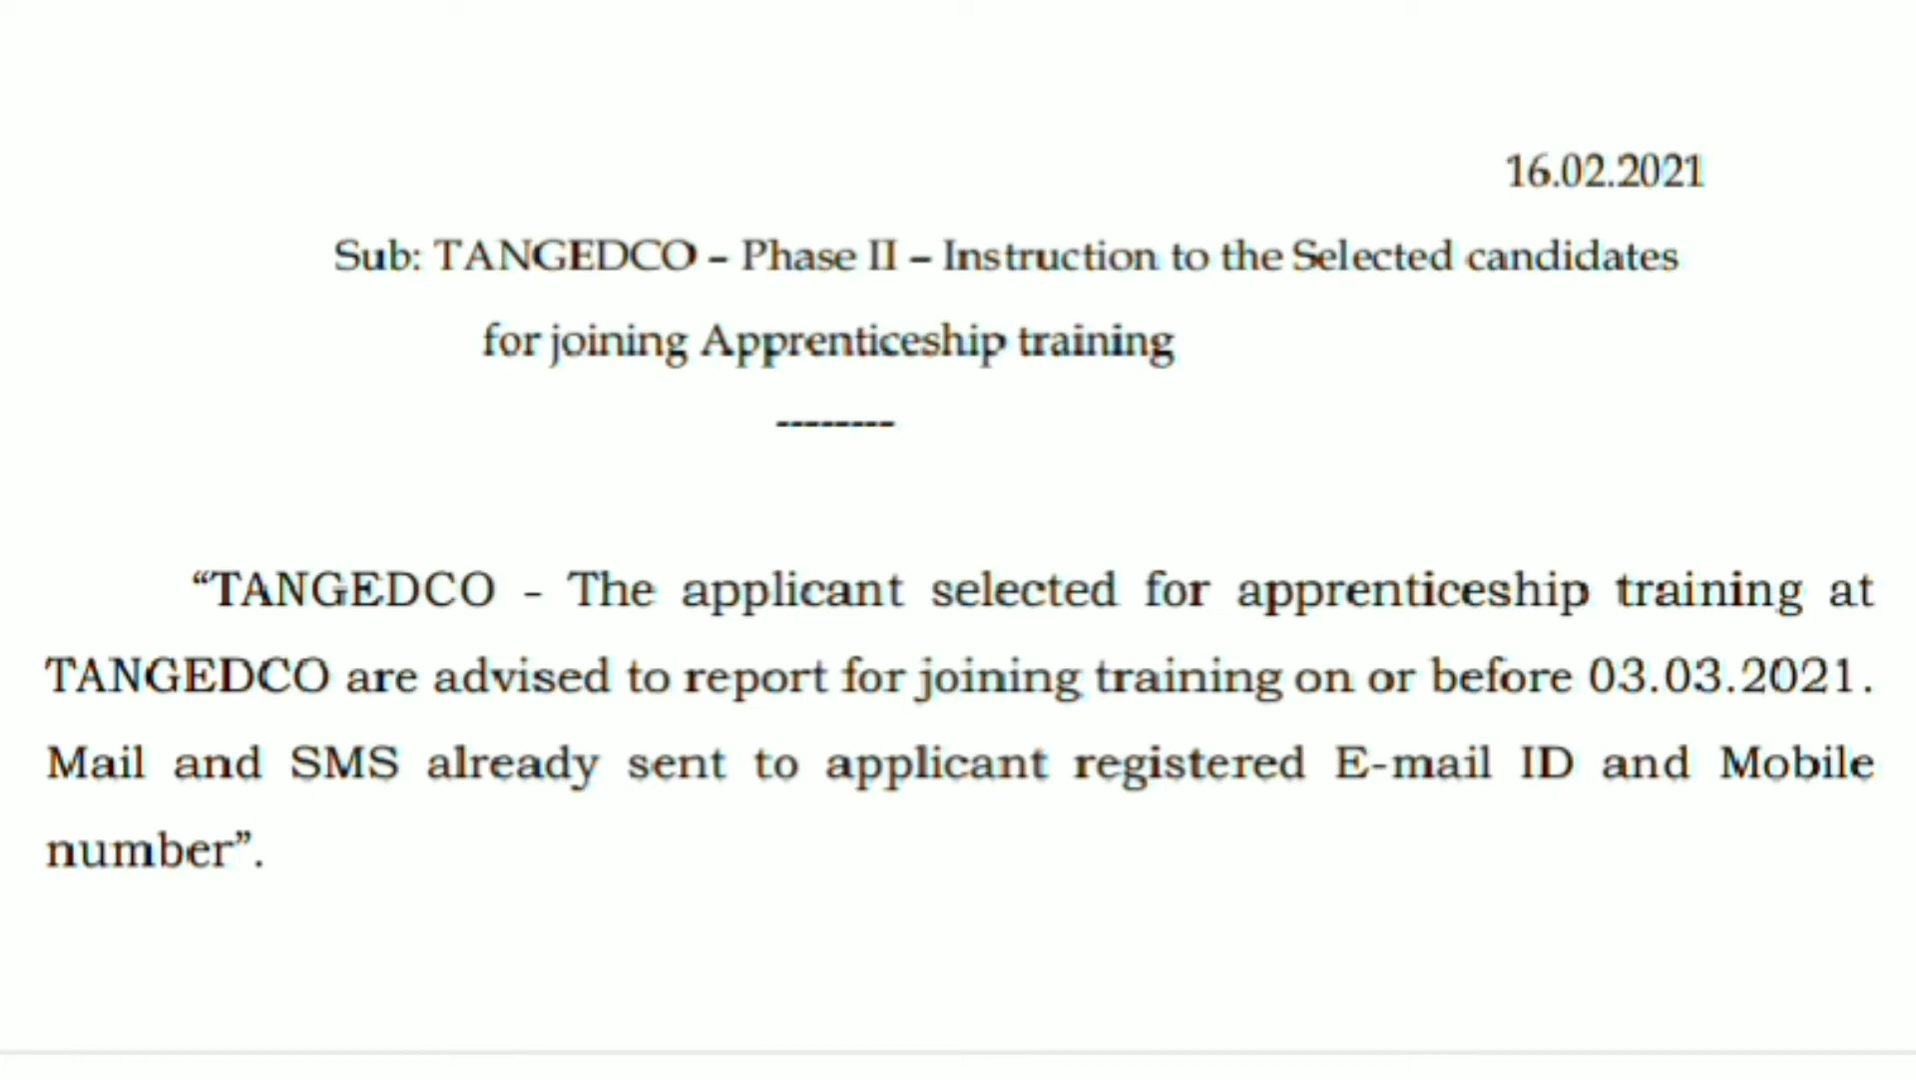 16.02.2021
Sub: TANGEDCO – Phase II – Instruction to the Selected candidates
for joining Apprenticeship training
--------
“TANGEDCO - The applicant selected for apprenticeship training at
TANGEDCO are advised to report for joining training on or before 03.03.2021.
Mail and SMS already sent to applicant registered E-mail ID and Mobile
number”.